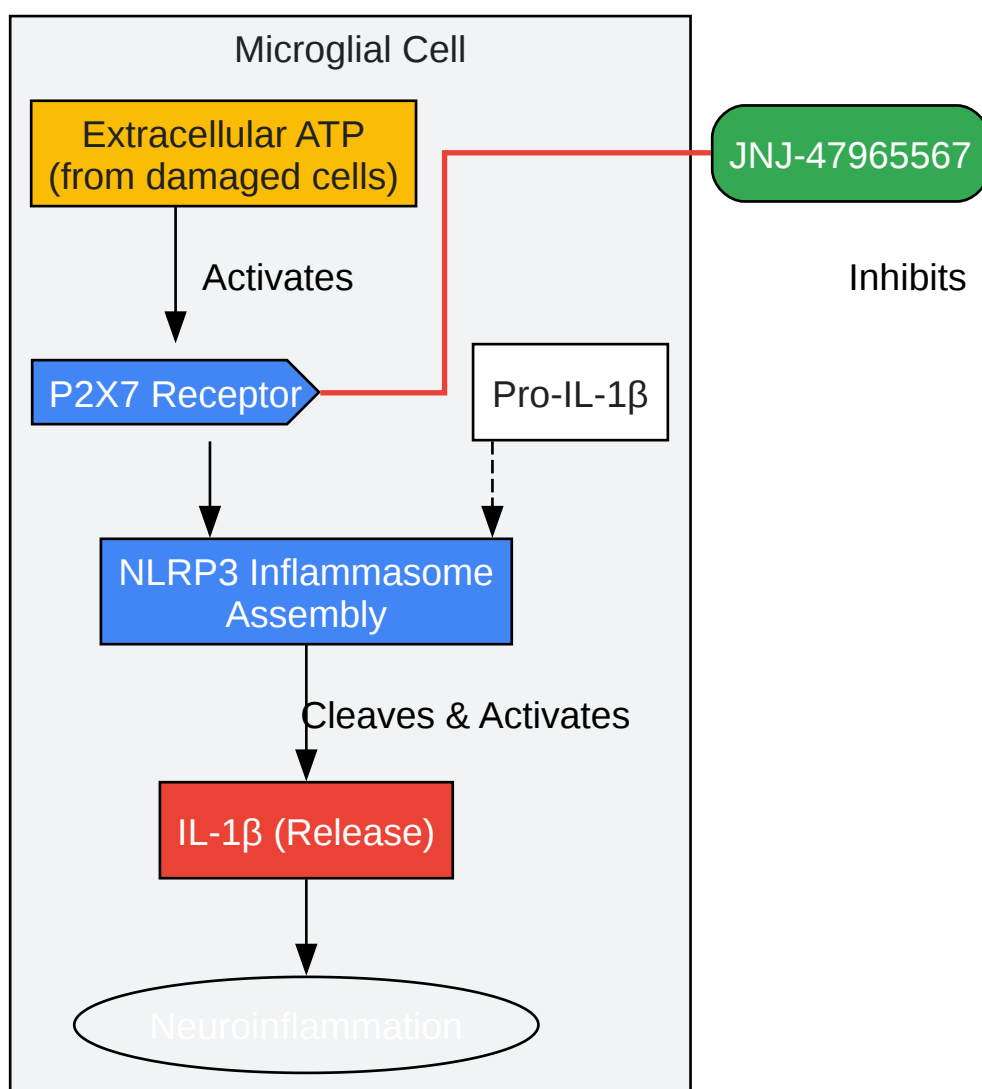 Microglial Cell
Extracellular ATP
(from damaged cells)
JNJ-47965567
Activates
Inhibits
P2X7 Receptor
Pro-IL-1β
NLRP3 Inflammasome
Assembly
Cleaves & Activates
IL-1β (Release)
Neuroinflammation